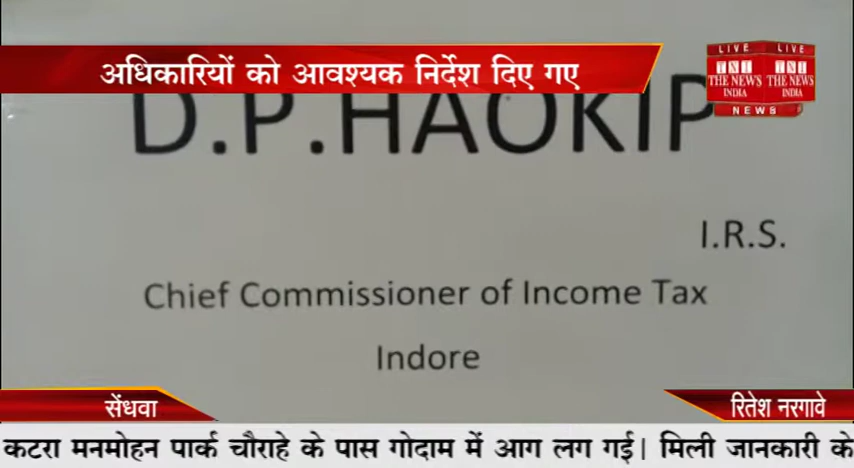 अधिकारियों को आवश्यक निर्देश दिए गए
LIVE LIVE
TNI TNI
THE NEWS THE NEWS
INDIA INDIA
NEWS
D.P.HAOKIP
I.R.S.
Chief Commissioner of Income Tax
Indore
सेंधवा
रितेश नरगावे
कटरा मनमोहन पार्क चौराहे के पास गोदाम में आग लग गई| मिली जानकारी के